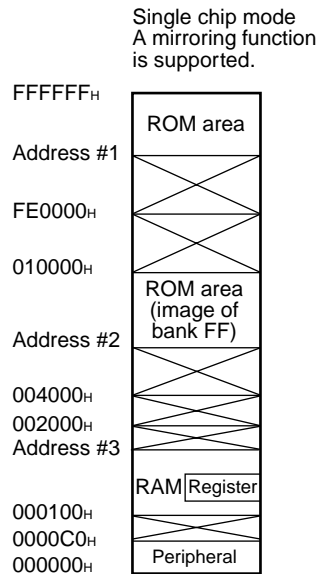 Single chip mode
A mirroring function
is supported.
FFFFFFH
ROM area
Address #1
FE0000H
010000H
ROM area
(image of
bank FF)
Address #2
004000H
002000H
Address #3
RAM Register
000100H
0000C0H
Peripheral
000000H